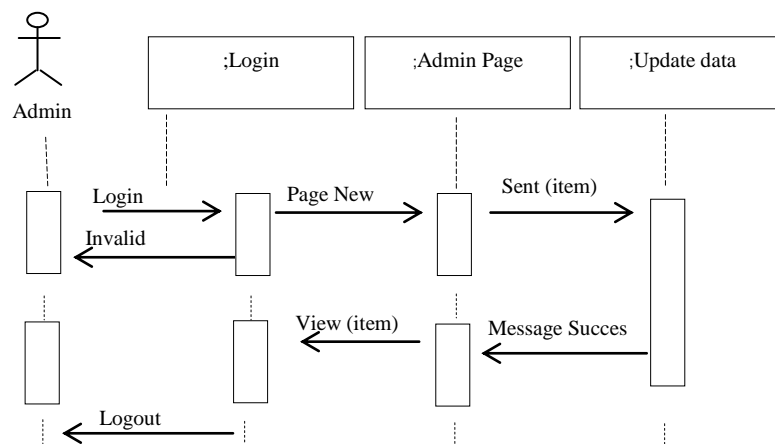 ;Login
;Admin Page
;Update data
Admin
Login
Page New
Sent (item)
Invalid
View (item)
Message Succes
Logout